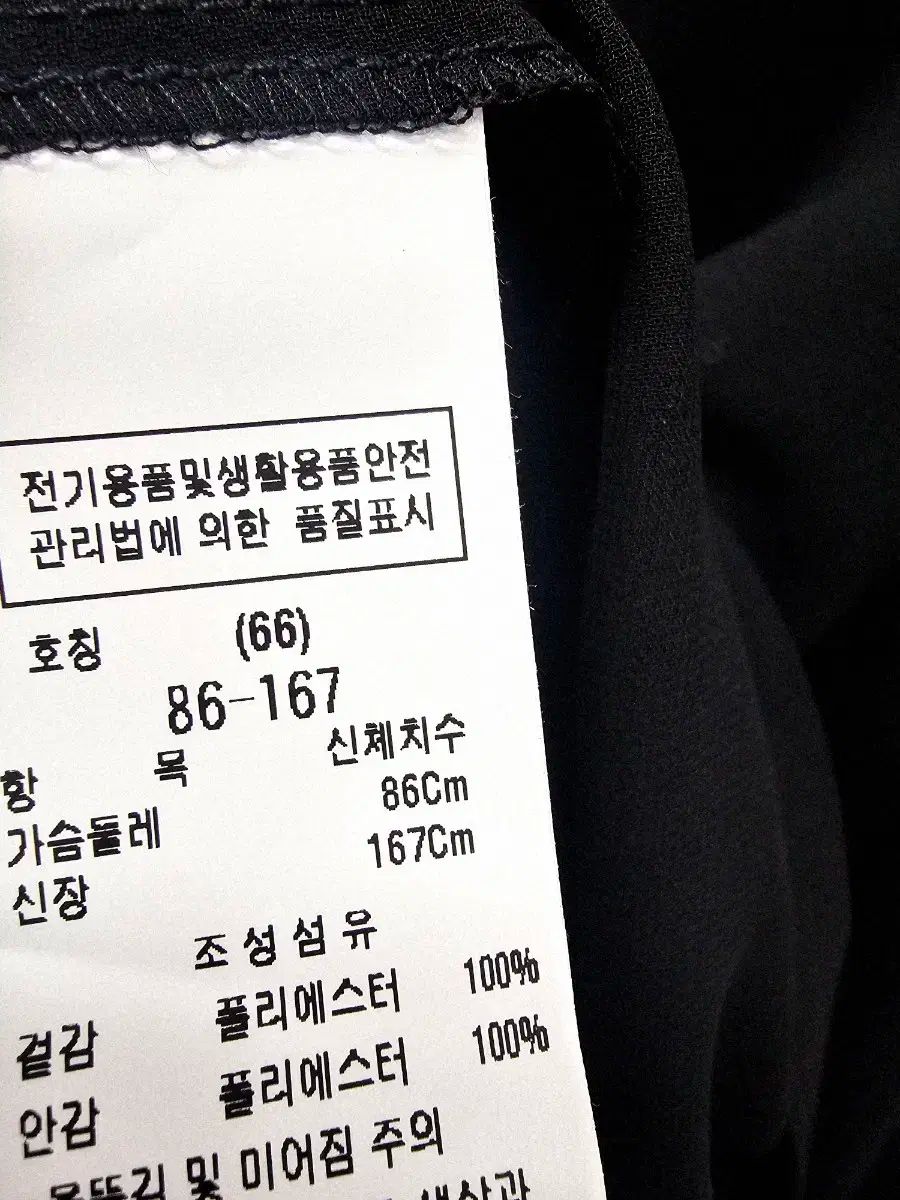 전기용품및생활용품안전
관리법에 의한 품질표시
호칭 (66)
86-167
항 목 신체치수
가슴둘레 86Cm
신장 167Cm
조성섬유
겉감 폴리에스터 100%
안감 폴리에스터 100%
올뜯김 및 미어짐 주의